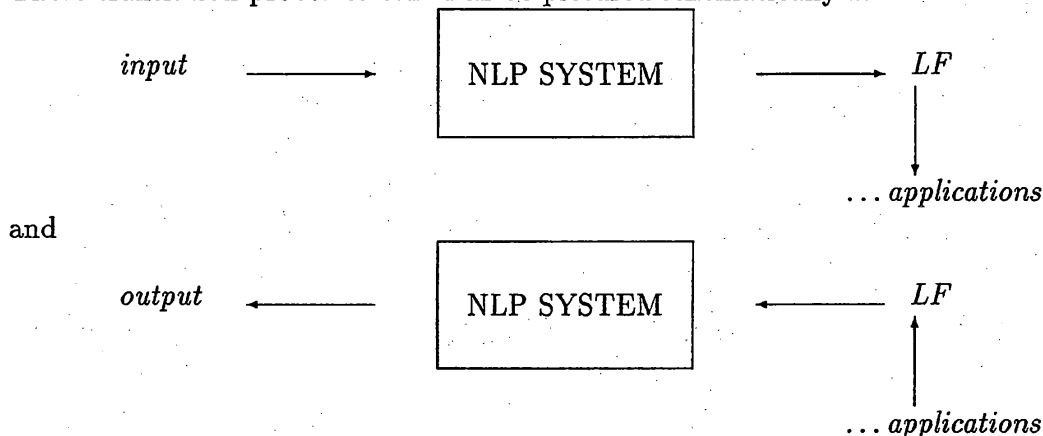 input NLP SYSTEM LF
... applications
and
output NLP SYSTEM LF
... applications